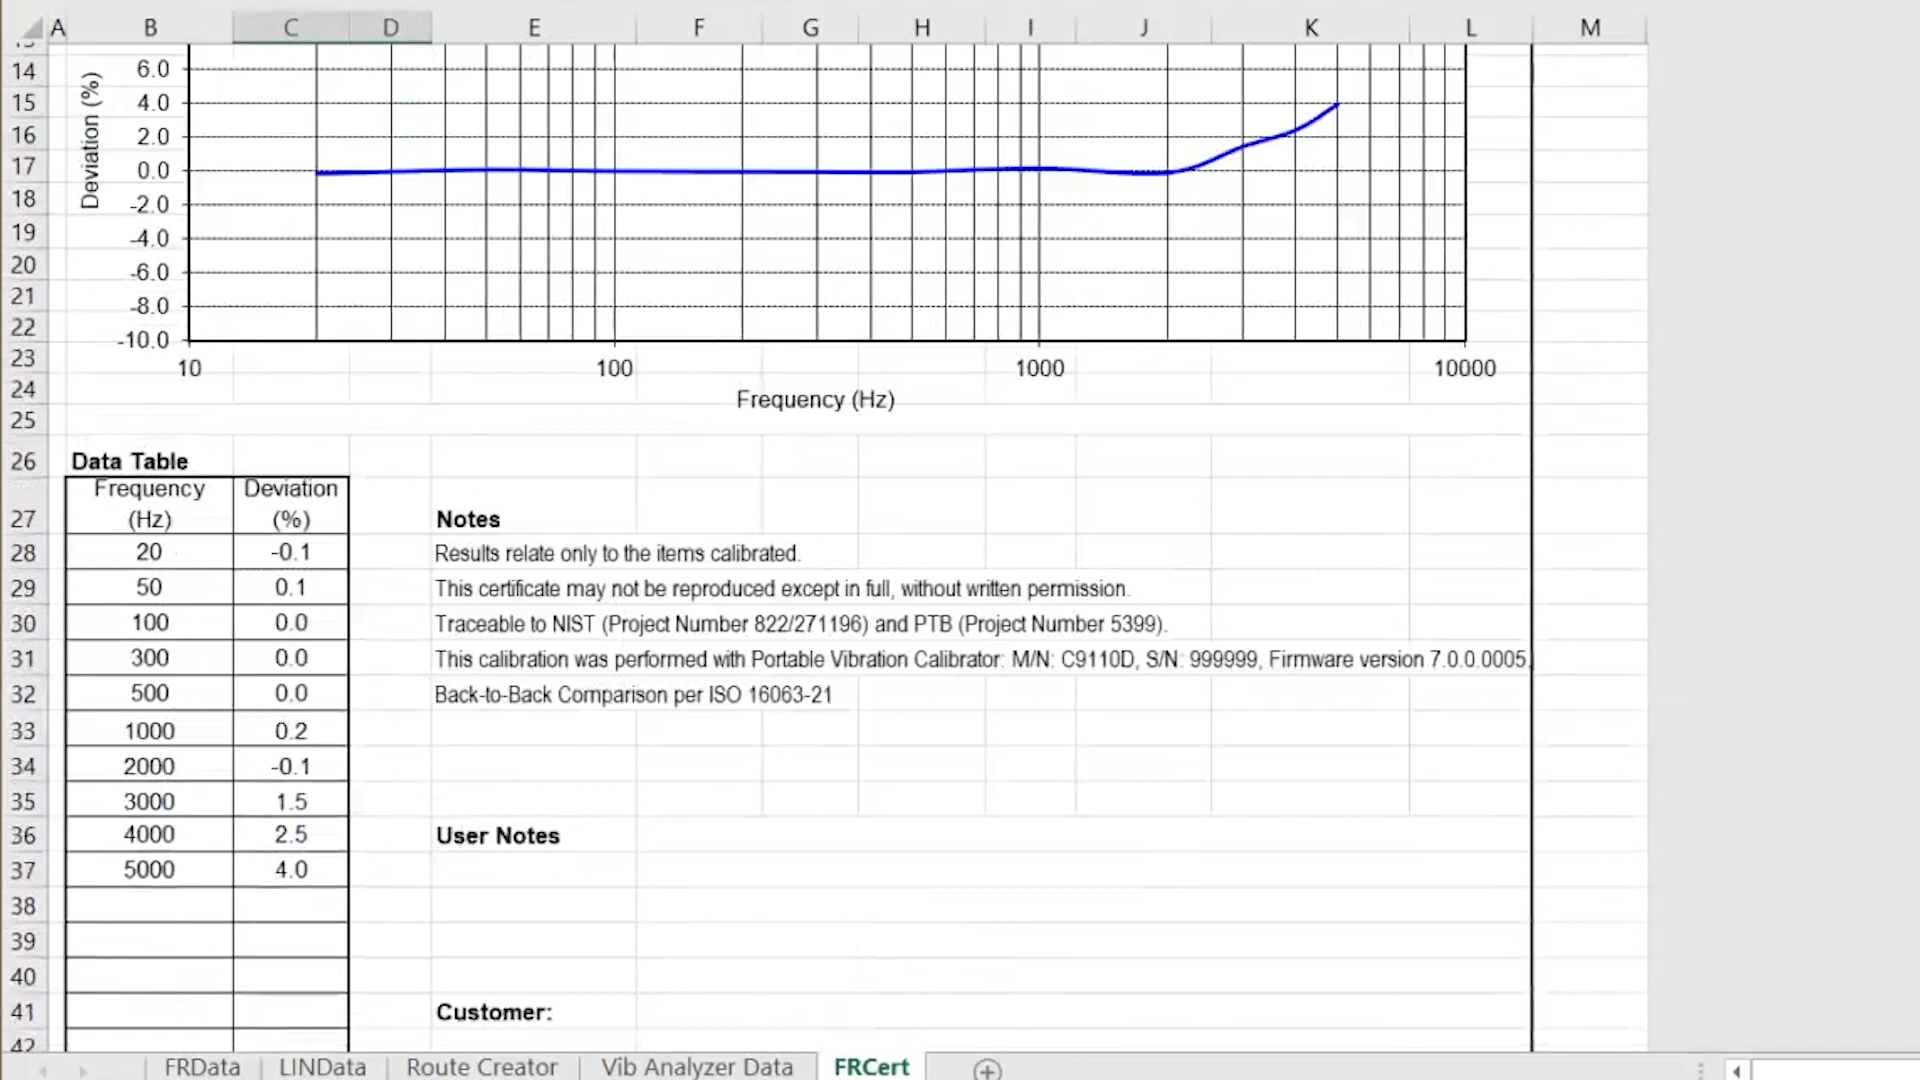 A B C D E F G H I J K L M
14
15
16
17
18
19
20
21
22
23
24
25
Deviation (%)
6.0
4.0
2.0
0.0
-2.0
-4.0
-6.0
-8.0
-10.0
10 100 1000 10000
Frequency (Hz)
26 Data Table
Frequency Deviation
27 (Hz) (%) Notes
28 20 -0.1 Results relate only to the items calibrated.
29 50 0.1 This certificate may not be reproduced except in full, without written permission.
30 100 0.0 Traceable to NIST (Project Number 822/271196) and PTB (Project Number 5399).
31 300 0.0 This calibration was performed with Portable Vibration Calibrator: M/N: C9110D, S/N: 999999, Firmware version 7.0.0.0005,
32 500 0.0 Back-to-Back Comparison per ISO 16063-21
33 1000 0.2
34 2000 -0.1
35 3000 1.5
36 4000 2.5 User Notes
37 5000 4.0
38
39
40
41 Customer:
42
FRData LINData Route Creator Vib Analyzer Data FRCert